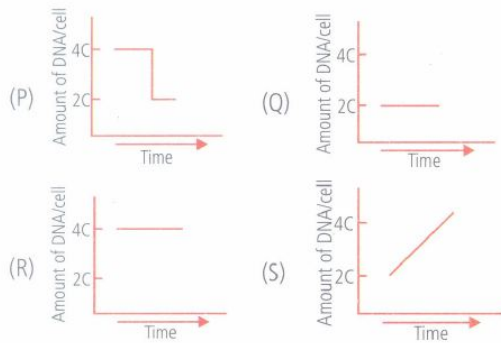 (P)
Amount of DNA/cell
4C
2C
Time
(Q)
Amount of DNA/cell
4C
2C
Time
(R)
Amount of DNA/cell
4C
2C
Time
(S)
Amount of DNA/cell
4C
2C
Time